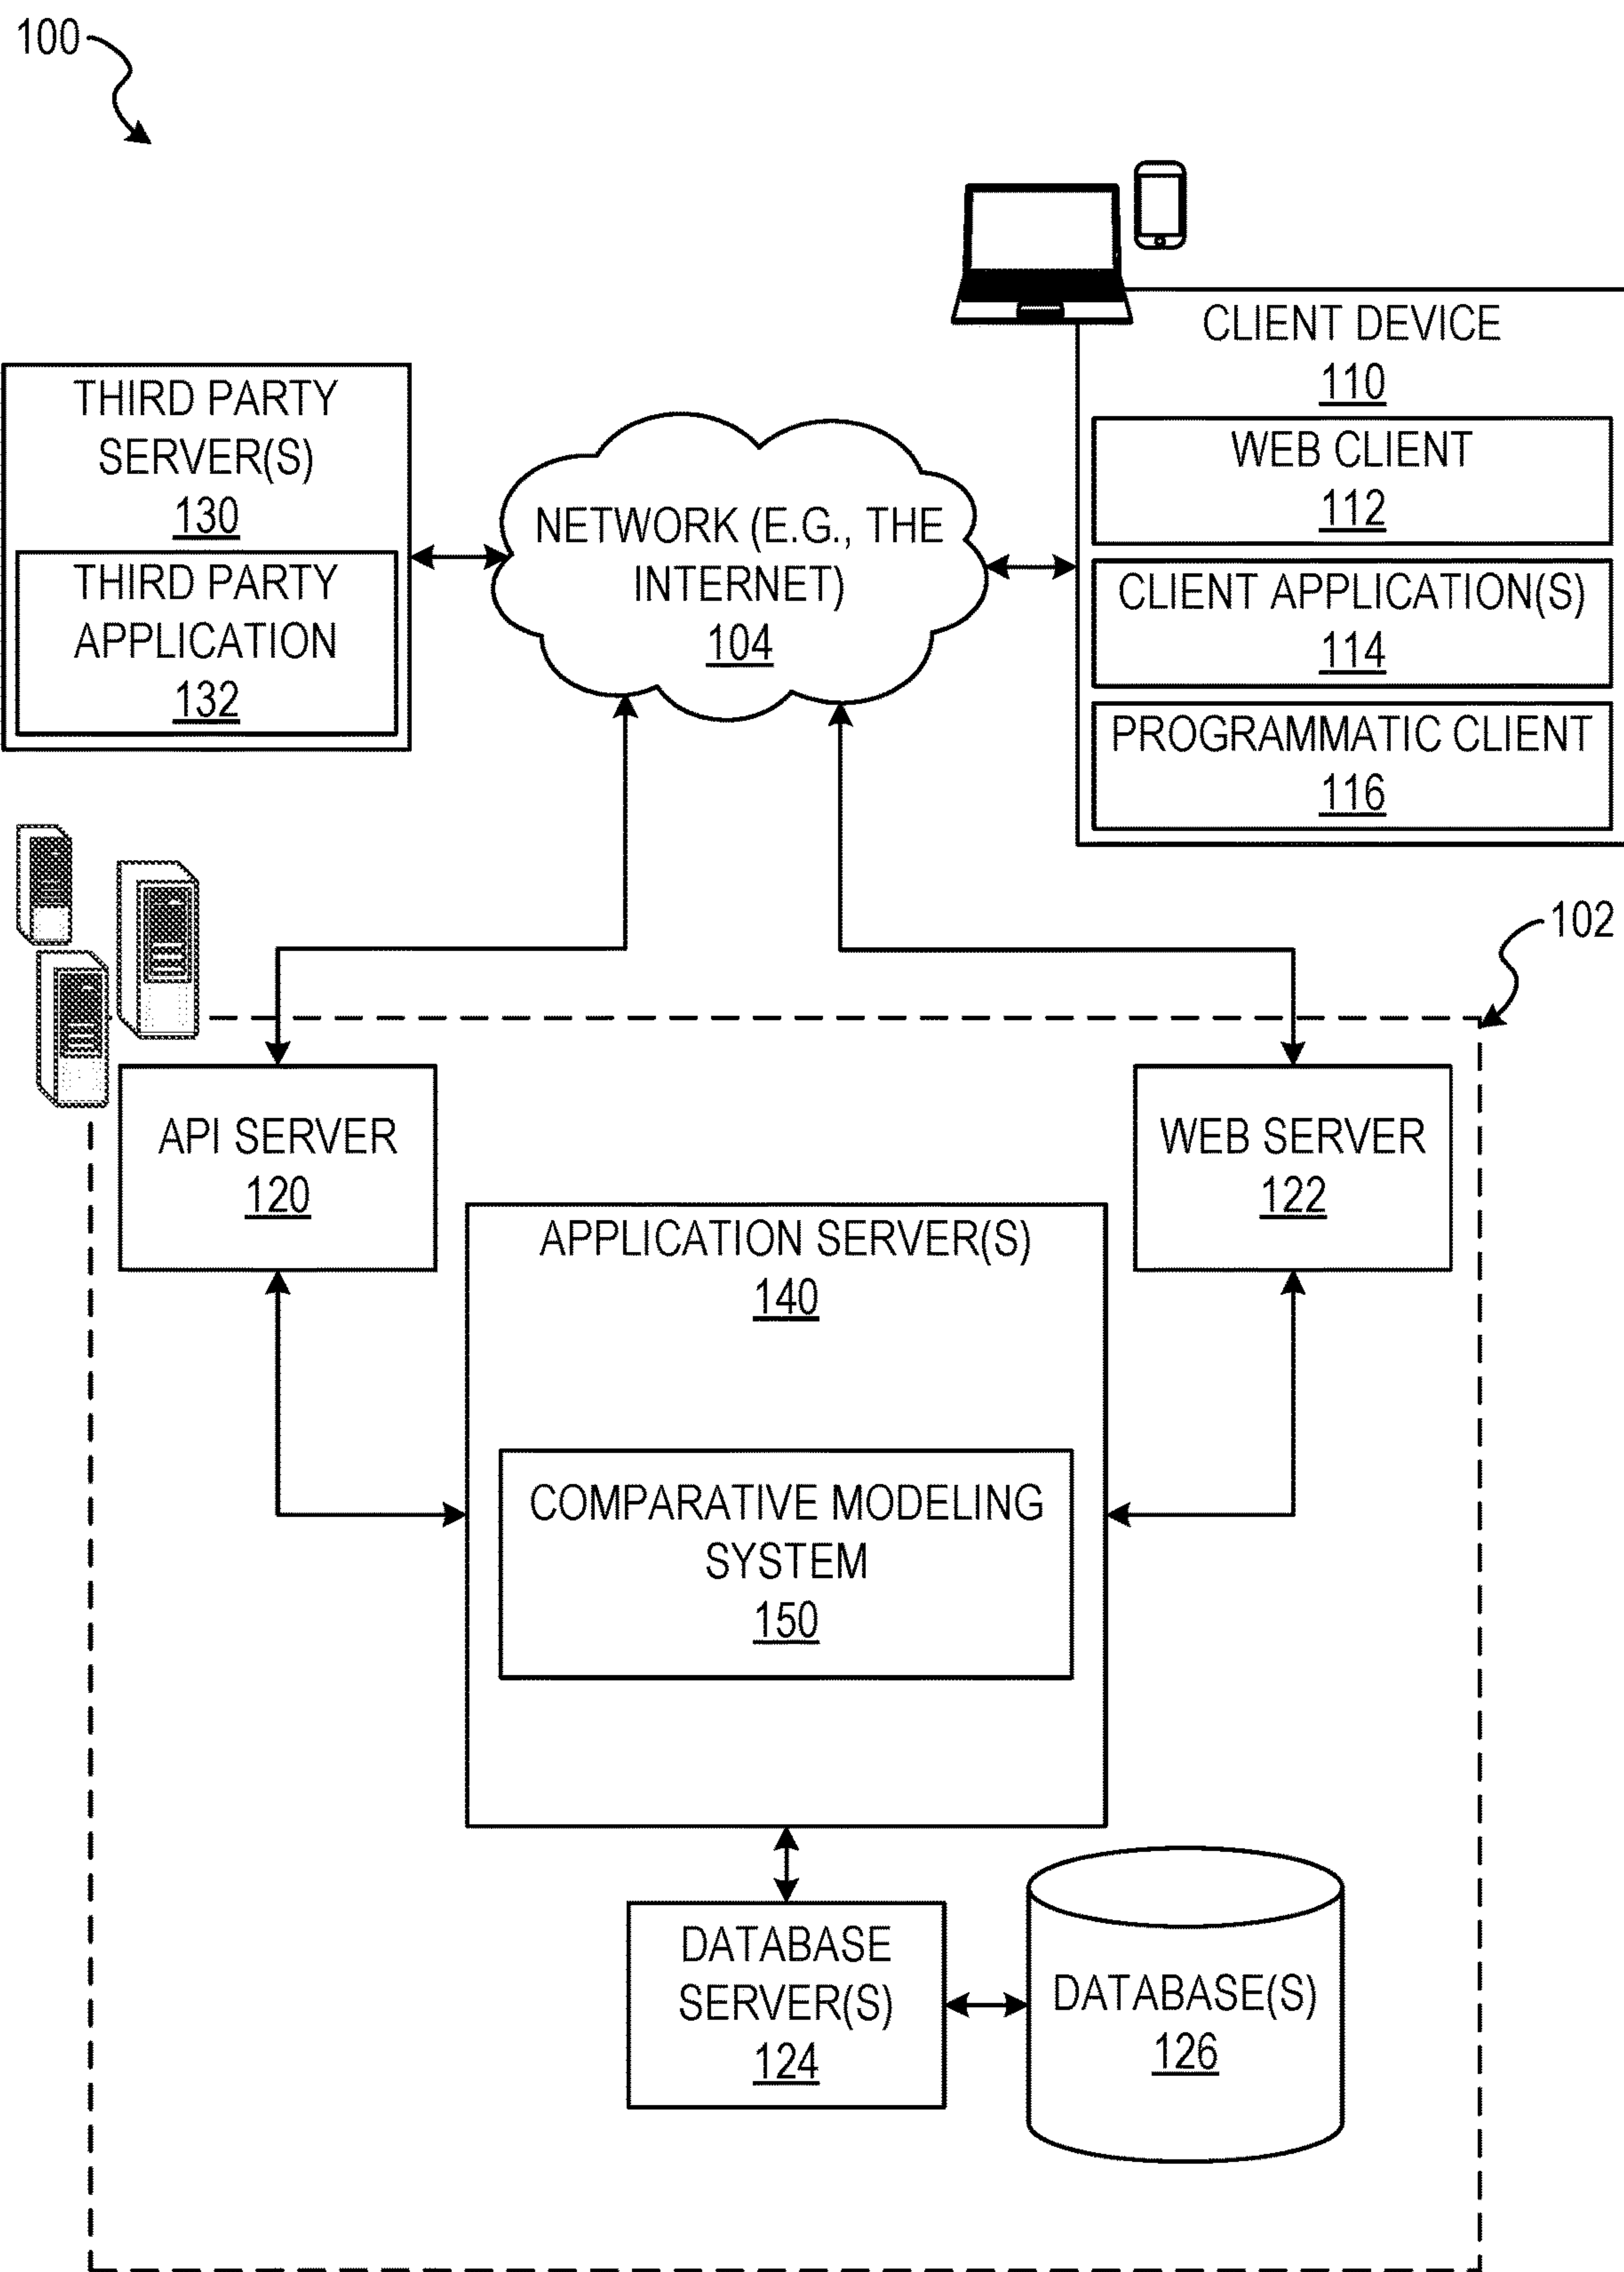 100
CLIENT DEVICE
110
WEB CLIENT
112
CLIENT APPLICATION(S)
114
PROGRAMMATIC CLIENT
116
THIRD PARTY
SERVER(S)
130
THIRD PARTY
APPLICATION
132
NETWORK (E.G., THE
INTERNET)
104
102
API SERVER
120
WEB SERVER
122
APPLICATION SERVER(S)
140
COMPARATIVE MODELING
SYSTEM
150
DATABASE
SERVER(S)
124
DATABASE(S)
126